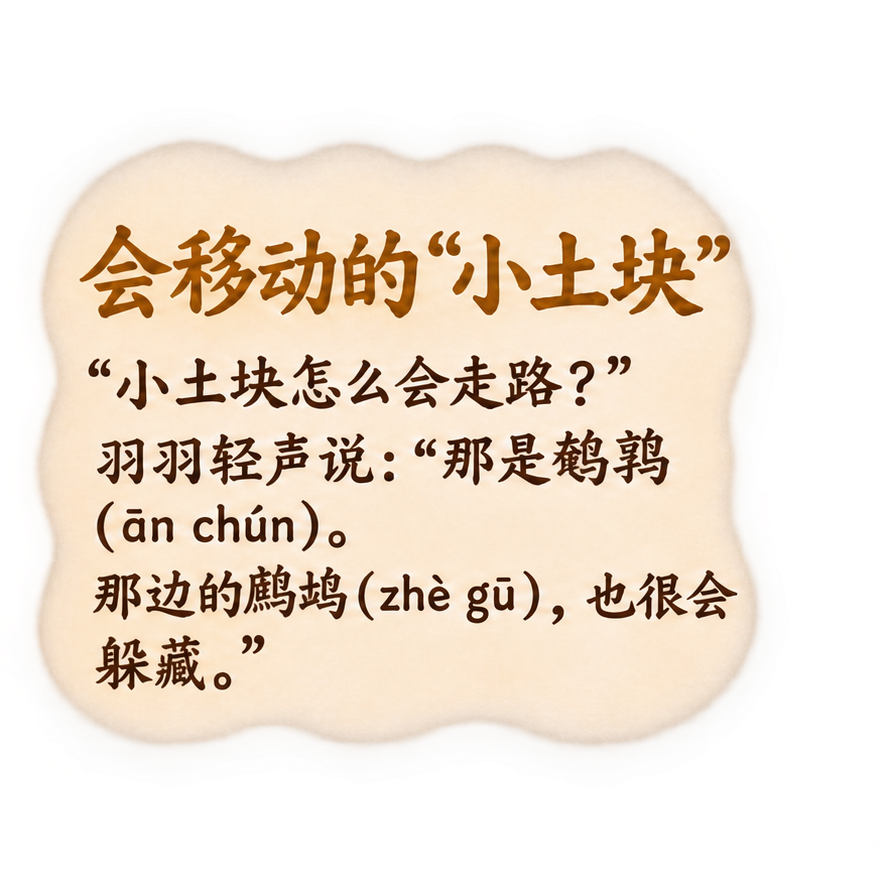 会移动的“小土块”
“小土块怎么会走路？”
羽羽轻声说：“那是鹌鹑
(ān chún)。
那边的鹧鸪(zhè gū)，也很会
躲藏。”